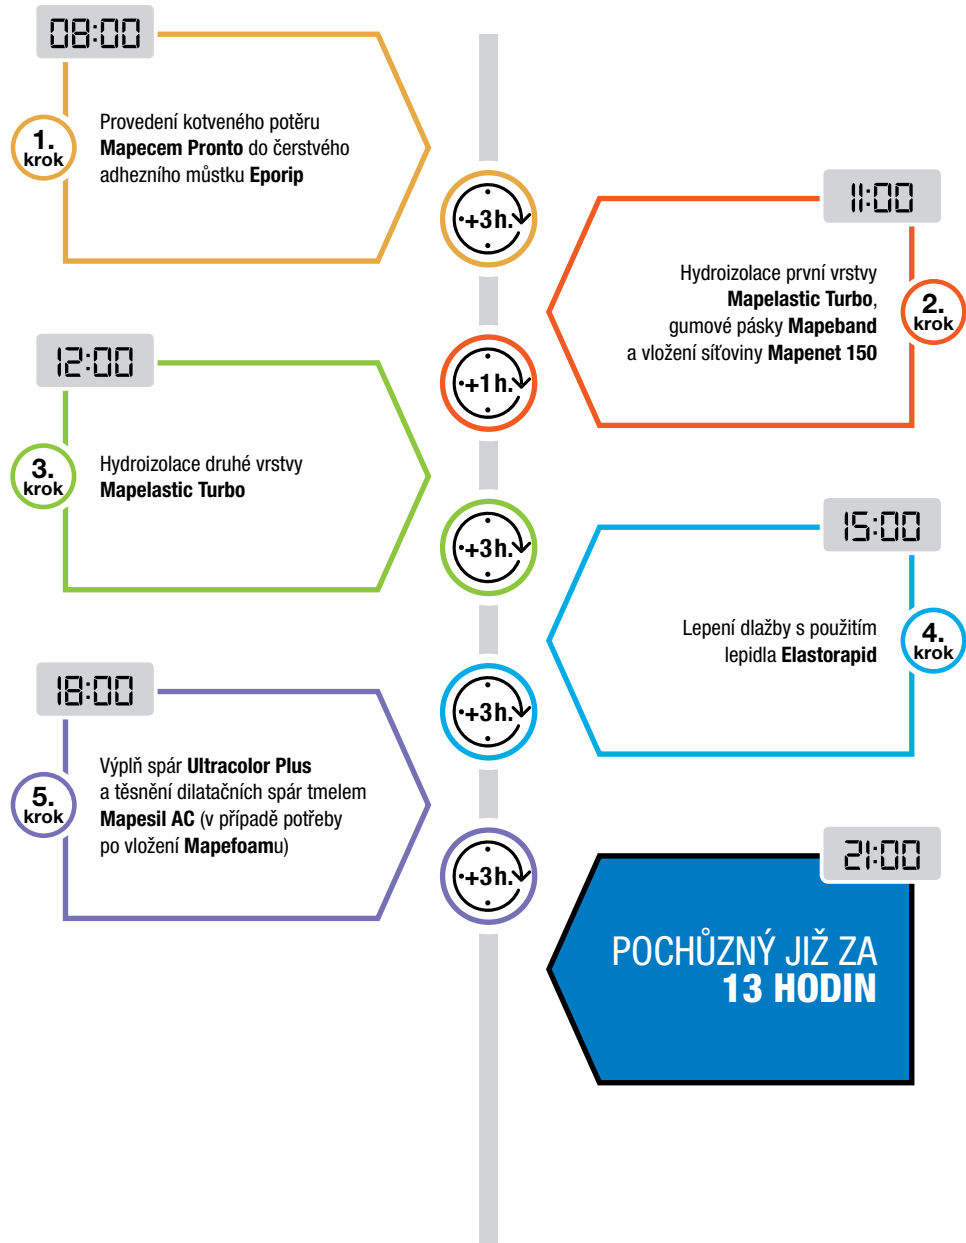 08:00
1.
krok
Provedení kotveného potěru
Mapecem Pronto do čerstvého
adhezního můstku Eporip
+3h.
11:00
Hydroizolace první vrstvy
Mapelastic Turbo,
gumové pásky Mapeband
a vložení síťoviny Mapenet 150
2.
krok
+1h.
12:00
3.
krok
Hydroizolace druhé vrstvy
Mapelastic Turbo
+3h.
15:00
Lepení dlažby s použitím
lepidla Elastorapid
4.
krok
+3h.
18:00
5.
krok
Výplň spár Ultracolor Plus
a těsnění dilatačních spár tmelem
Mapesil AC (v případě potřeby
po vložení Mapefoamu)
+3h.
21:00
POCHŮZNÝ JIŽ ZA
13 HODIN